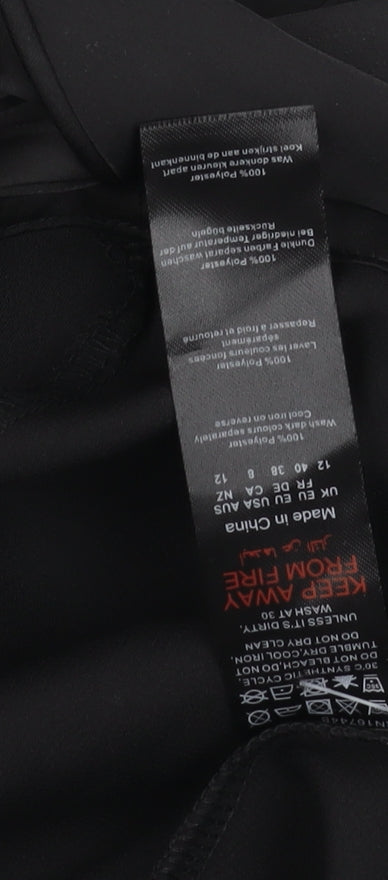 30°C SYNTHETIC CYCLE,
DO NOT BLEACH,DO NOT
TUMBLE DRY,COOL IRON,
DO NOT DRY CLEAN
UNLESS IT'S DIRTY,
WASH AT 30
KEEP AWAY
FROM FIRE
أبعدها عن النار
Made in China
UK EU EU USA AUS
FR DE CA NZ
12 40 38 8 12
100% Polyester
Wash dark colours separately
Cool iron on reverse
100% Polyester
Laver les couleurs foncées
séparément
Repasser à froid et retourné
100% Polyester
Dunkle Farben separat waschen
Bei niedriger Temperatur auf der
Rückseite bügeln
100% Polyester
Was donkere kleuren apart
Koel strijken aan de binnenkant